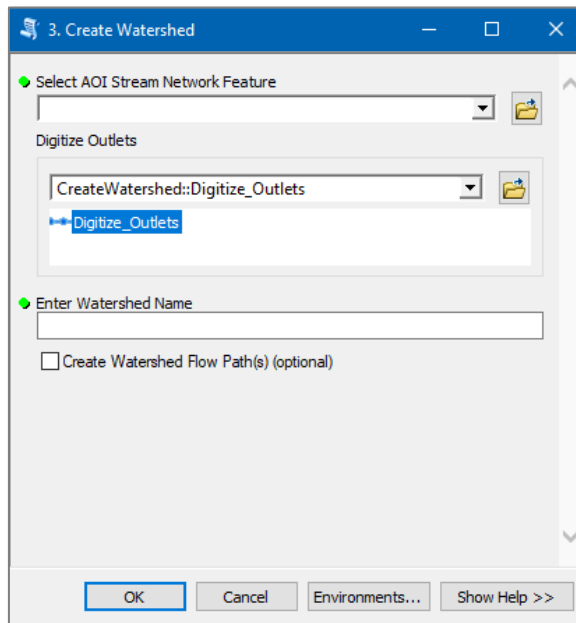 3. Create Watershed
Select AOI Stream Network Feature
Digitize Outlets
CreateWatershed::Digitize_Outlets
Digitize_Outlets
Enter Watershed Name
Create Watershed Flow Path(s) (optional)
OK Cancel Environments... Show Help >>